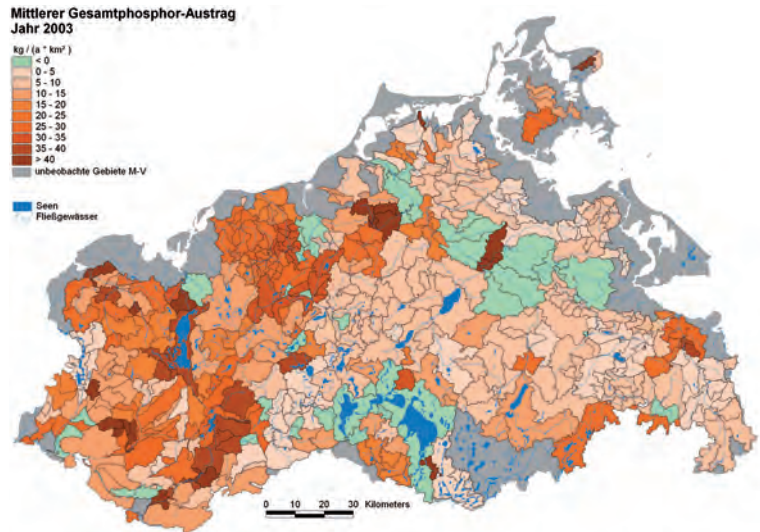 Mittlerer Gesamtphosphor-Austrag
Jahr 2003
kg / (a * km²)
< 0
0 - 5
5 - 10
10 - 15
15 - 20
20 - 25
25 - 30
30 - 35
35 - 40
> 40
unbeobachte Gebiete M-V
Seen
Fließgewässer
0 10 20 30 Kilometers